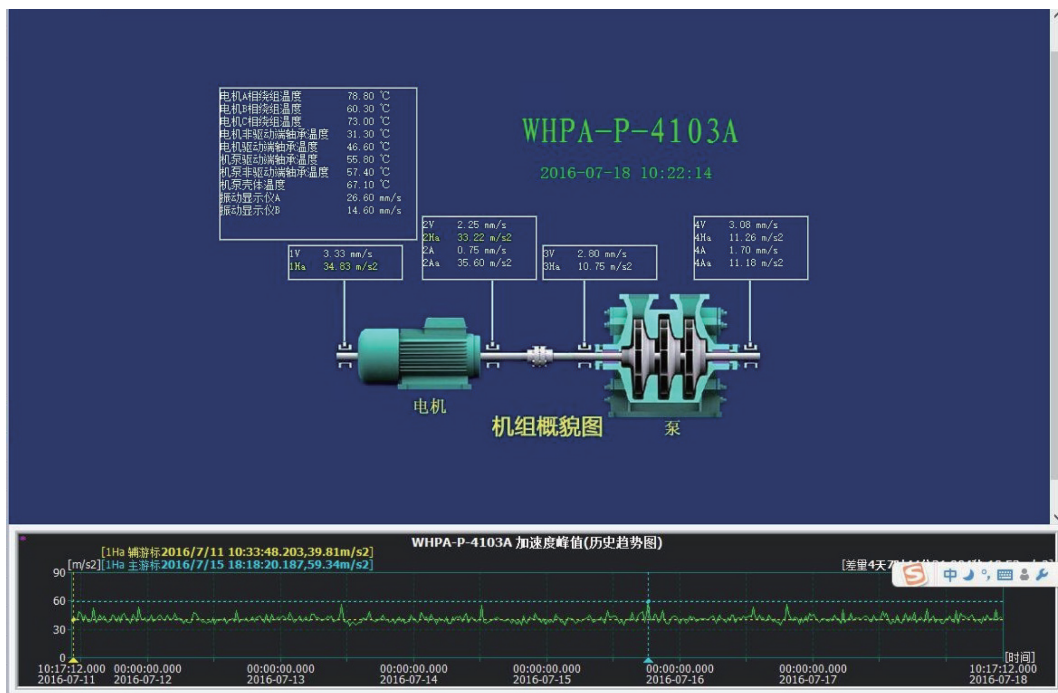 电机A相绕组温度 78.80 ℃
电机B相绕组温度 60.30 ℃
电机C相绕组温度 73.00 ℃
电机非驱动端轴承温度 31.30 ℃
电机驱动端轴承温度 46.60 ℃
机泵驱动端轴承温度 55.80 ℃
机泵非驱动端轴承温度 57.40 ℃
机泵壳体温度 67.10 ℃
振动显示仪A 26.60 mm/s
振动显示仪B 14.60 mm/s
WHPA-P-4103A
2016-07-18 10:22:14
1V 3.33 mm/s
1Ha 34.83 m/s2
2V 2.25 mm/s
2Ha 33.22 m/s2
2A 0.75 mm/s
2Aa 35.60 m/s2
3V 2.80 mm/s
3Ha 10.75 m/s2
4V 3.08 mm/s
4Ha 11.26 m/s2
4A 1.70 mm/s
4Aa 11.18 m/s2
电机
机组概貌图
泵
WHPA-P-4103A 加速度峰值(历史趋势图)
[1Ha 辅游标2016/7/11 10:33:48.203,39.81m/s2]
[m/s2][1Ha 主游标2016/7/15 18:18:20.187,59.34m/s2]
[差量4天7
S 中
90
60
30
0
[时间]
10:17:12.000 00:00:00.000 00:00:00.000 00:00:00.000 00:00:00.000 00:00:00.000 00:00:00.000 10:17:12.000
2016-07-11 2016-07-12 2016-07-13 2016-07-14 2016-07-15 2016-07-16 2016-07-17 2016-07-18